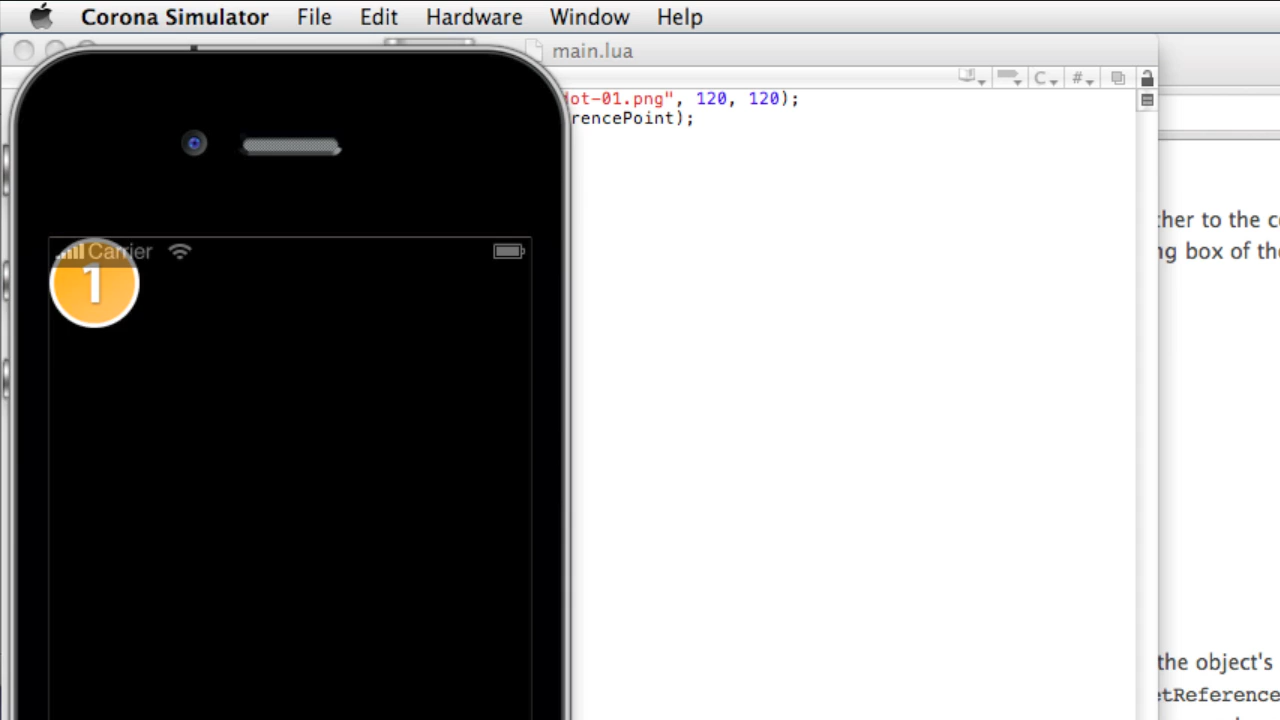 Corona Simulator File Edit Hardware Window Help
main.lua
C #
dot-01.png", 120, 120);
rencePoint);
Carrier
1
ther to the c
ng box of the
the object's
etReference